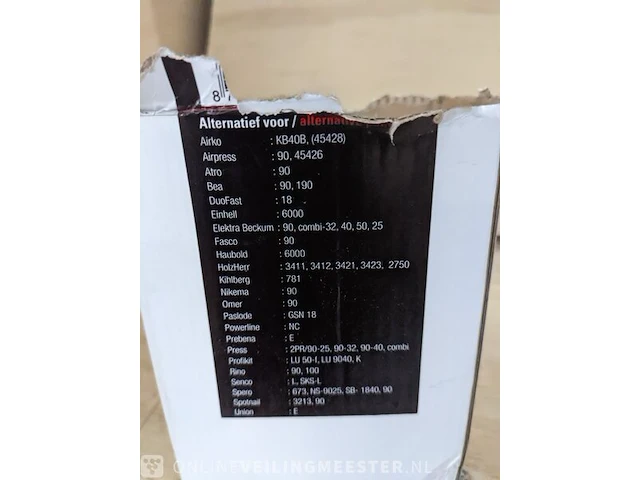 8
Alternatief voor / alternativ
Airko : KB40B, (45428)
Airpress : 90, 45426
Atro : 90
Bea : 90, 190
DuoFast : 18
Einhell : 6000
Elektra Beckum : 90, combi-32, 40, 50, 25
Fasco : 90
Haubold : 6000
HolzHerr : 3411, 3412, 3421, 3423, 2750
Kihlberg : 781
Nikema : 90
Omer : 90
Paslode : GSN 18
Powerline : NC
Prebena : E
Press : 2PR/90-25, 90-32, 90-40, combi
Profikit : LU 50-I, LU 9040, K
Rino : 90, 100
Senco : L, SKS-L
Spero : 673, NS-9025, SB- 1840, 90
Spotnail : 3213, 90
Union : E
ONLINEVEILINGMEESTER.NL